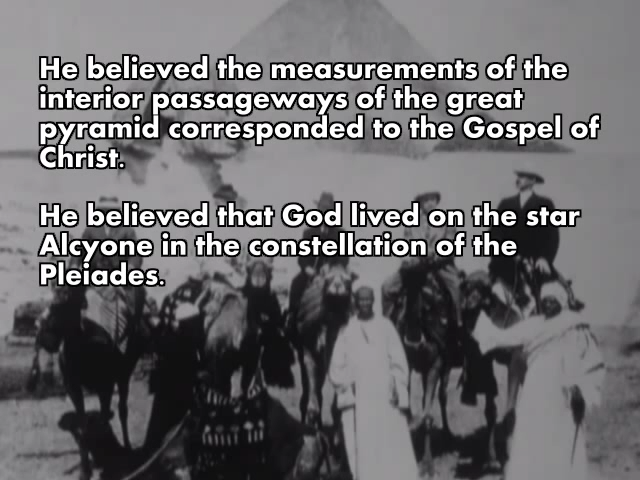 He believed the measurements of the
interior passageways of the great
pyramid corresponded to the Gospel of
Christ.
He believed that God lived on the star
Alcyone in the constellation of the
Pleiades.